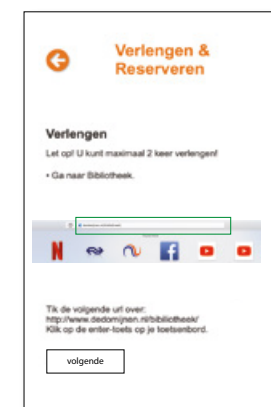 Verlengen &
Reserveren
Verlengen
Let op! U kunt maximaal 2 keer verlengen!
• Ga naar Bibliotheek.
N
f
Tik de volgende url over:
http://www.dedomijnen.nl/bibliotheek/
Klik op de enter-toets op je toetsenbord.
volgende